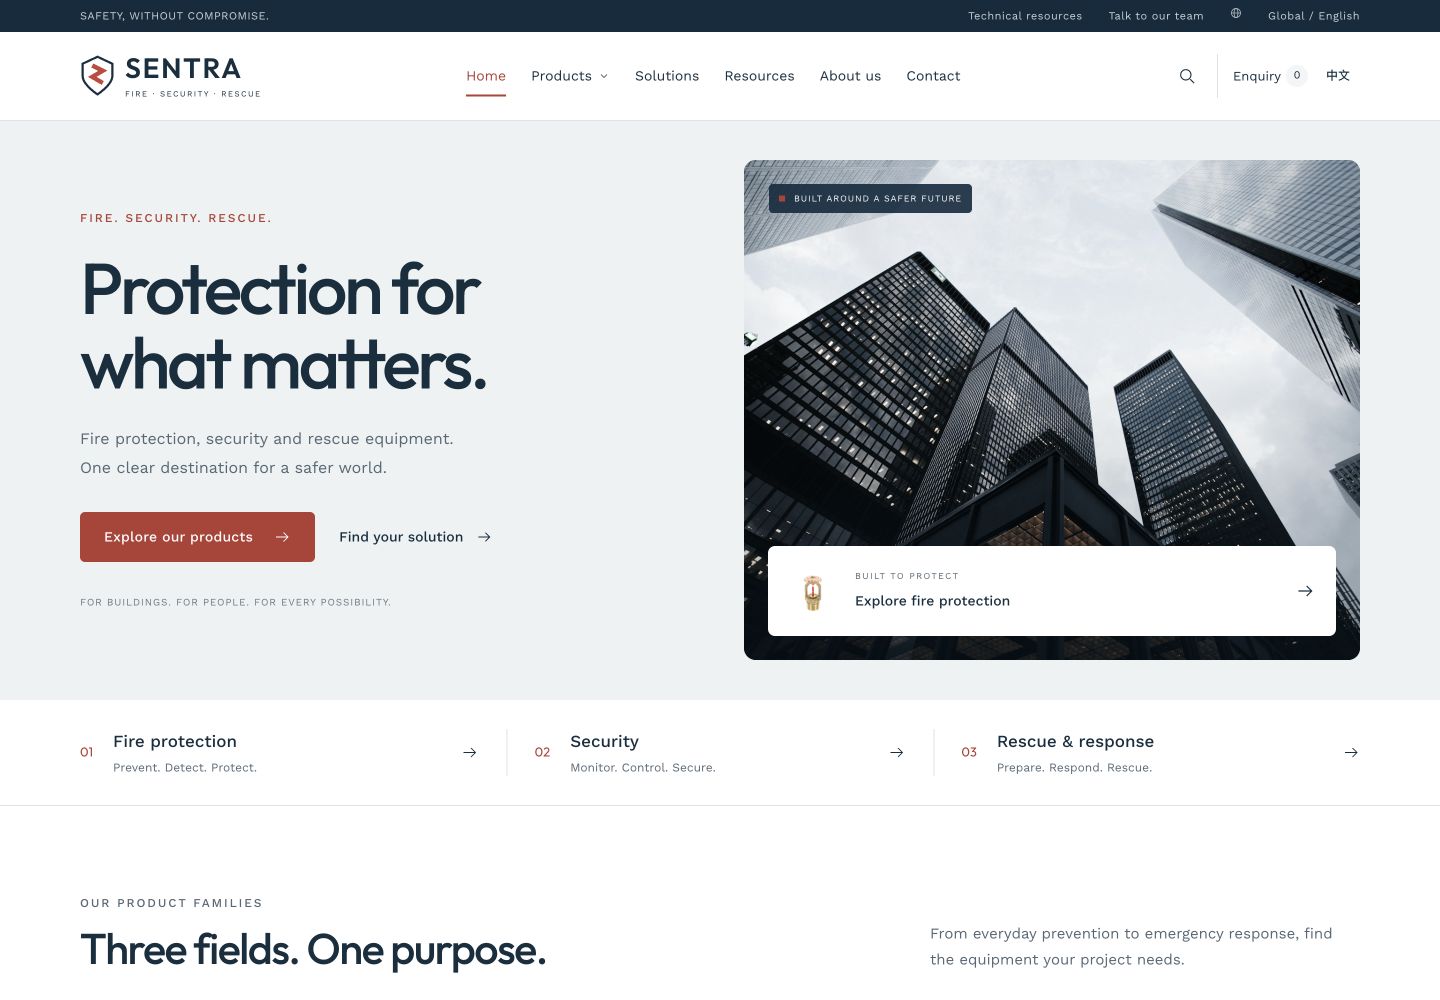 SAFETY, WITHOUT COMPROMISE.
Technical resources
Talk to our team
Global / English
SENTRA
FIRE · SECURITY · RESCUE
Home
Products
Solutions
Resources
About us
Contact
Enquiry 0
中文
FIRE. SECURITY. RESCUE.
Protection for
what matters.
Fire protection, security and rescue equipment.
One clear destination for a safer world.
Explore our products
Find your solution
FOR BUILDINGS. FOR PEOPLE. FOR EVERY POSSIBILITY.
BUILT AROUND A SAFER FUTURE
BUILT TO PROTECT
Explore fire protection
01
Fire protection
Prevent. Detect. Protect.
02
Security
Monitor. Control. Secure.
03
Rescue & response
Prepare. Respond. Rescue.
OUR PRODUCT FAMILIES
Three fields. One purpose.
From everyday prevention to emergency response, find
the equipment your project needs.